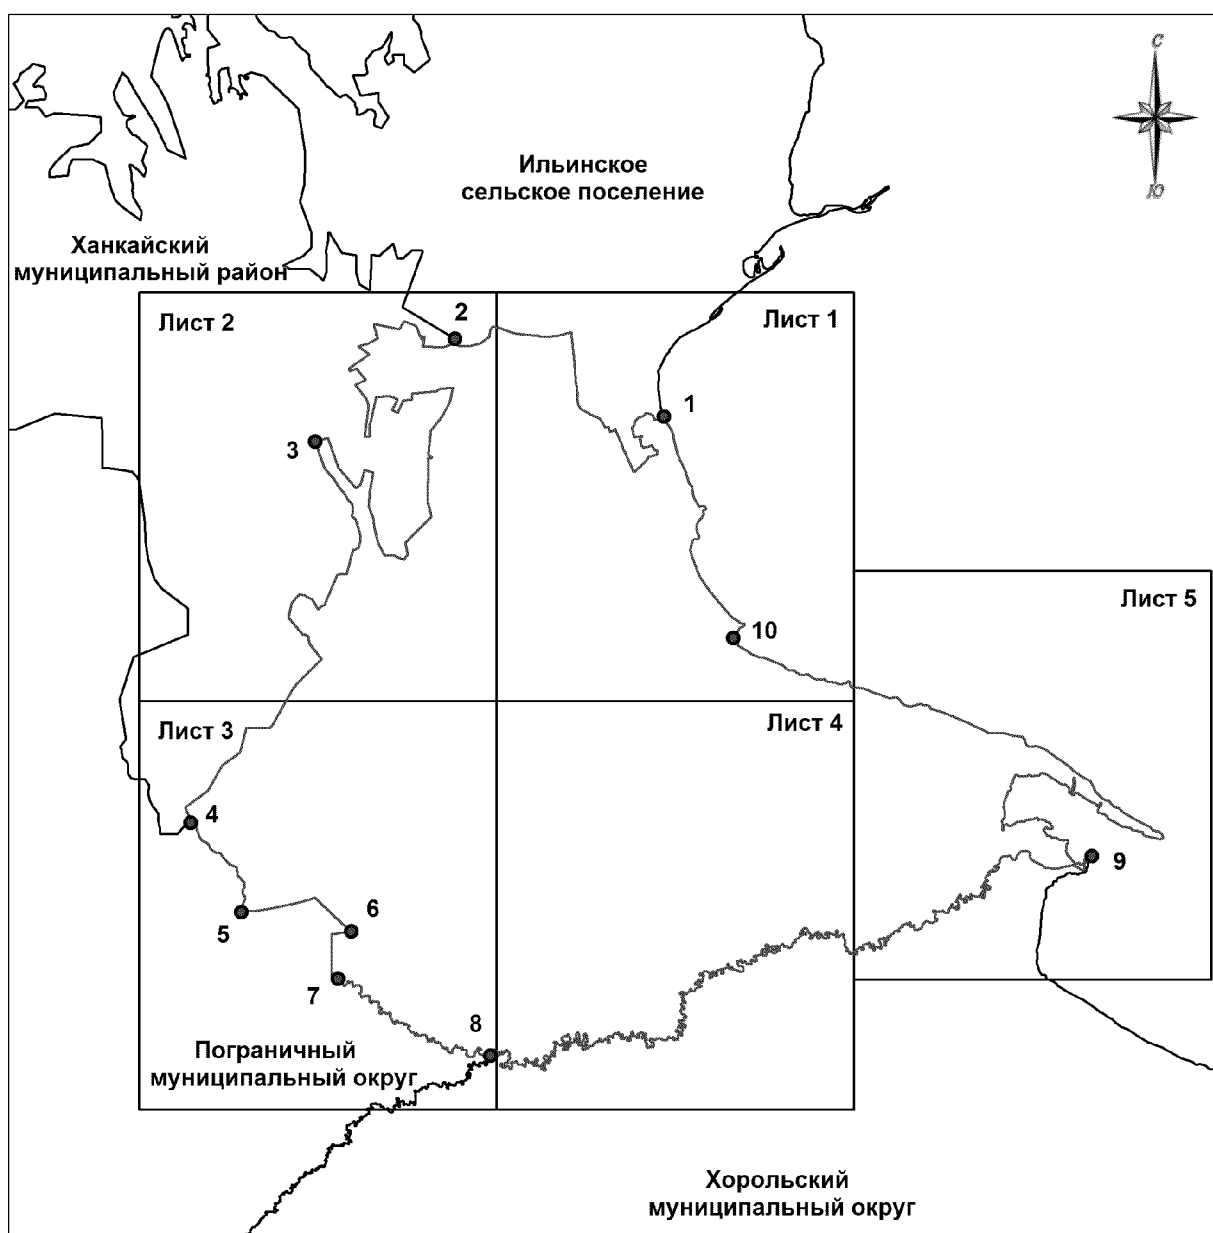 С
Ю
Ильинское
сельское поселение
Ханкайский
муниципальный район
Лист 2
2
Лист 1
1
3
Лист 5
10
Лист 3
Лист 4
4
9
5
6
7
8
Пограничный
муниципальный округ
Хорольский
муниципальный округ